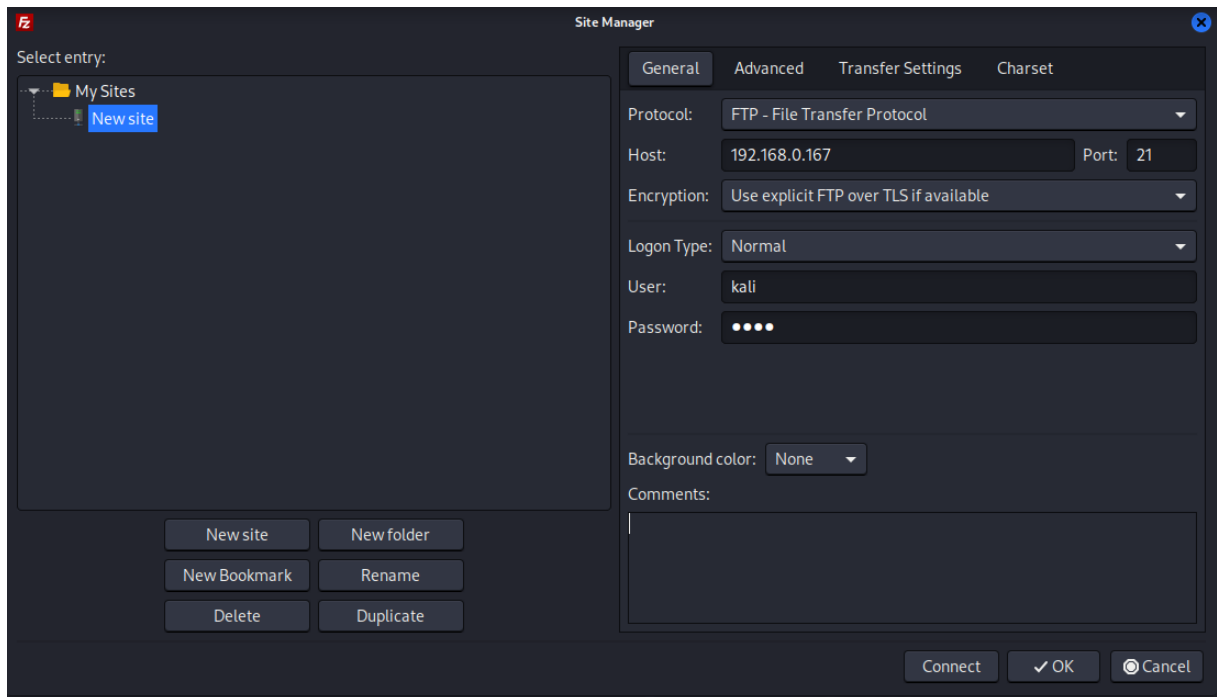 Fz
Site Manager
Select entry:
My Sites
New site
New site
New folder
New Bookmark
Rename
Delete
Duplicate
General
Advanced
Transfer Settings
Charset
Protocol:
FTP - File Transfer Protocol
Host:
192.168.0.167
Port:
21
Encryption:
Use explicit FTP over TLS if available
Logon Type:
Normal
User:
kali
Password:
••••
Background color:
None
Comments:
Connect
OK
Cancel